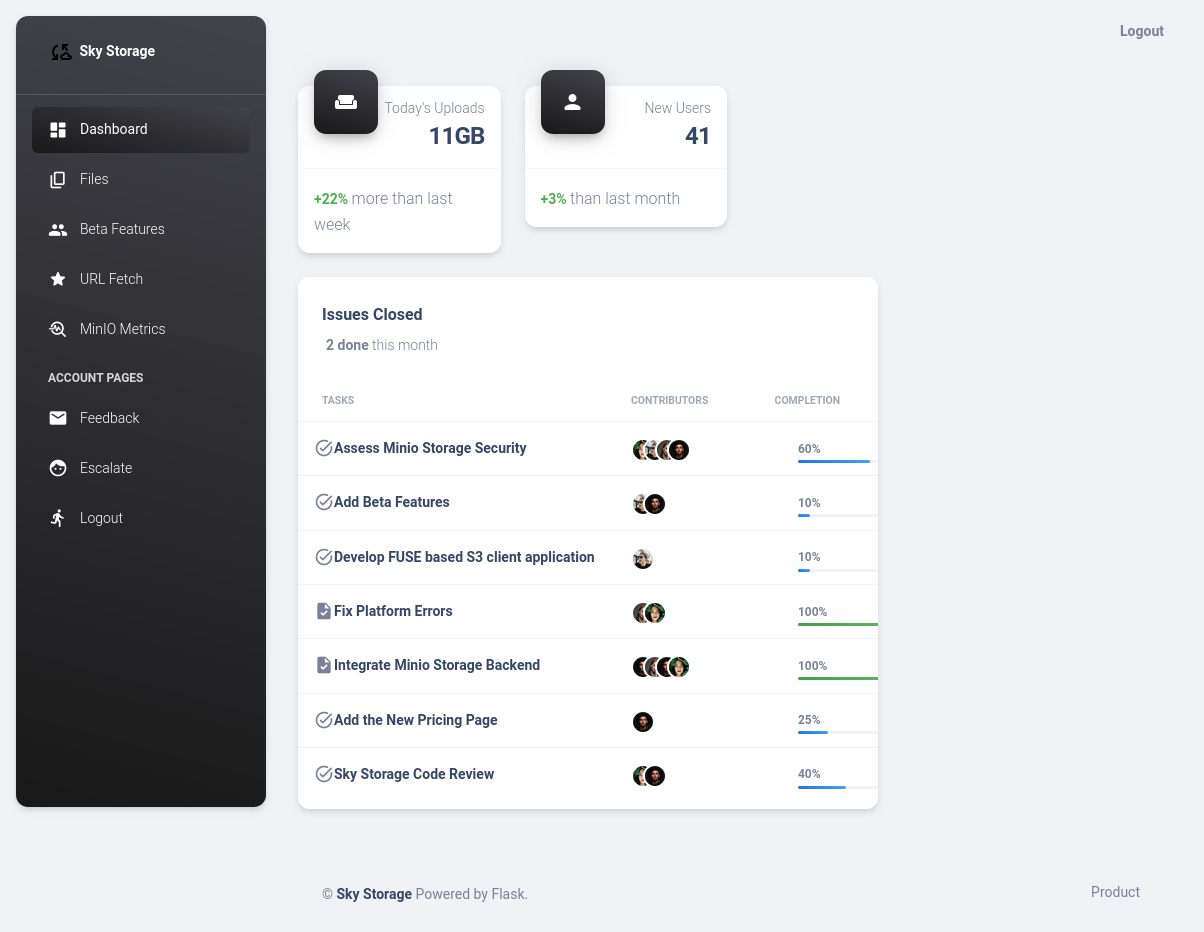 Sky Storage
Dashboard
Files
Beta Features
URL Fetch
MinIO Metrics
ACCOUNT PAGES
Feedback
Escalate
Logout
Logout
Today's Uploads
11GB
+22% more than last
week
New Users
41
+3% than last month
Issues Closed
2 done this month
TASKS CONTRIBUTORS COMPLETION
Assess Minio Storage Security 60%
Add Beta Features 10%
Develop FUSE based S3 client application 10%
Fix Platform Errors 100%
Integrate Minio Storage Backend 100%
Add the New Pricing Page 25%
Sky Storage Code Review 40%
© Sky Storage Powered by Flask.
Product